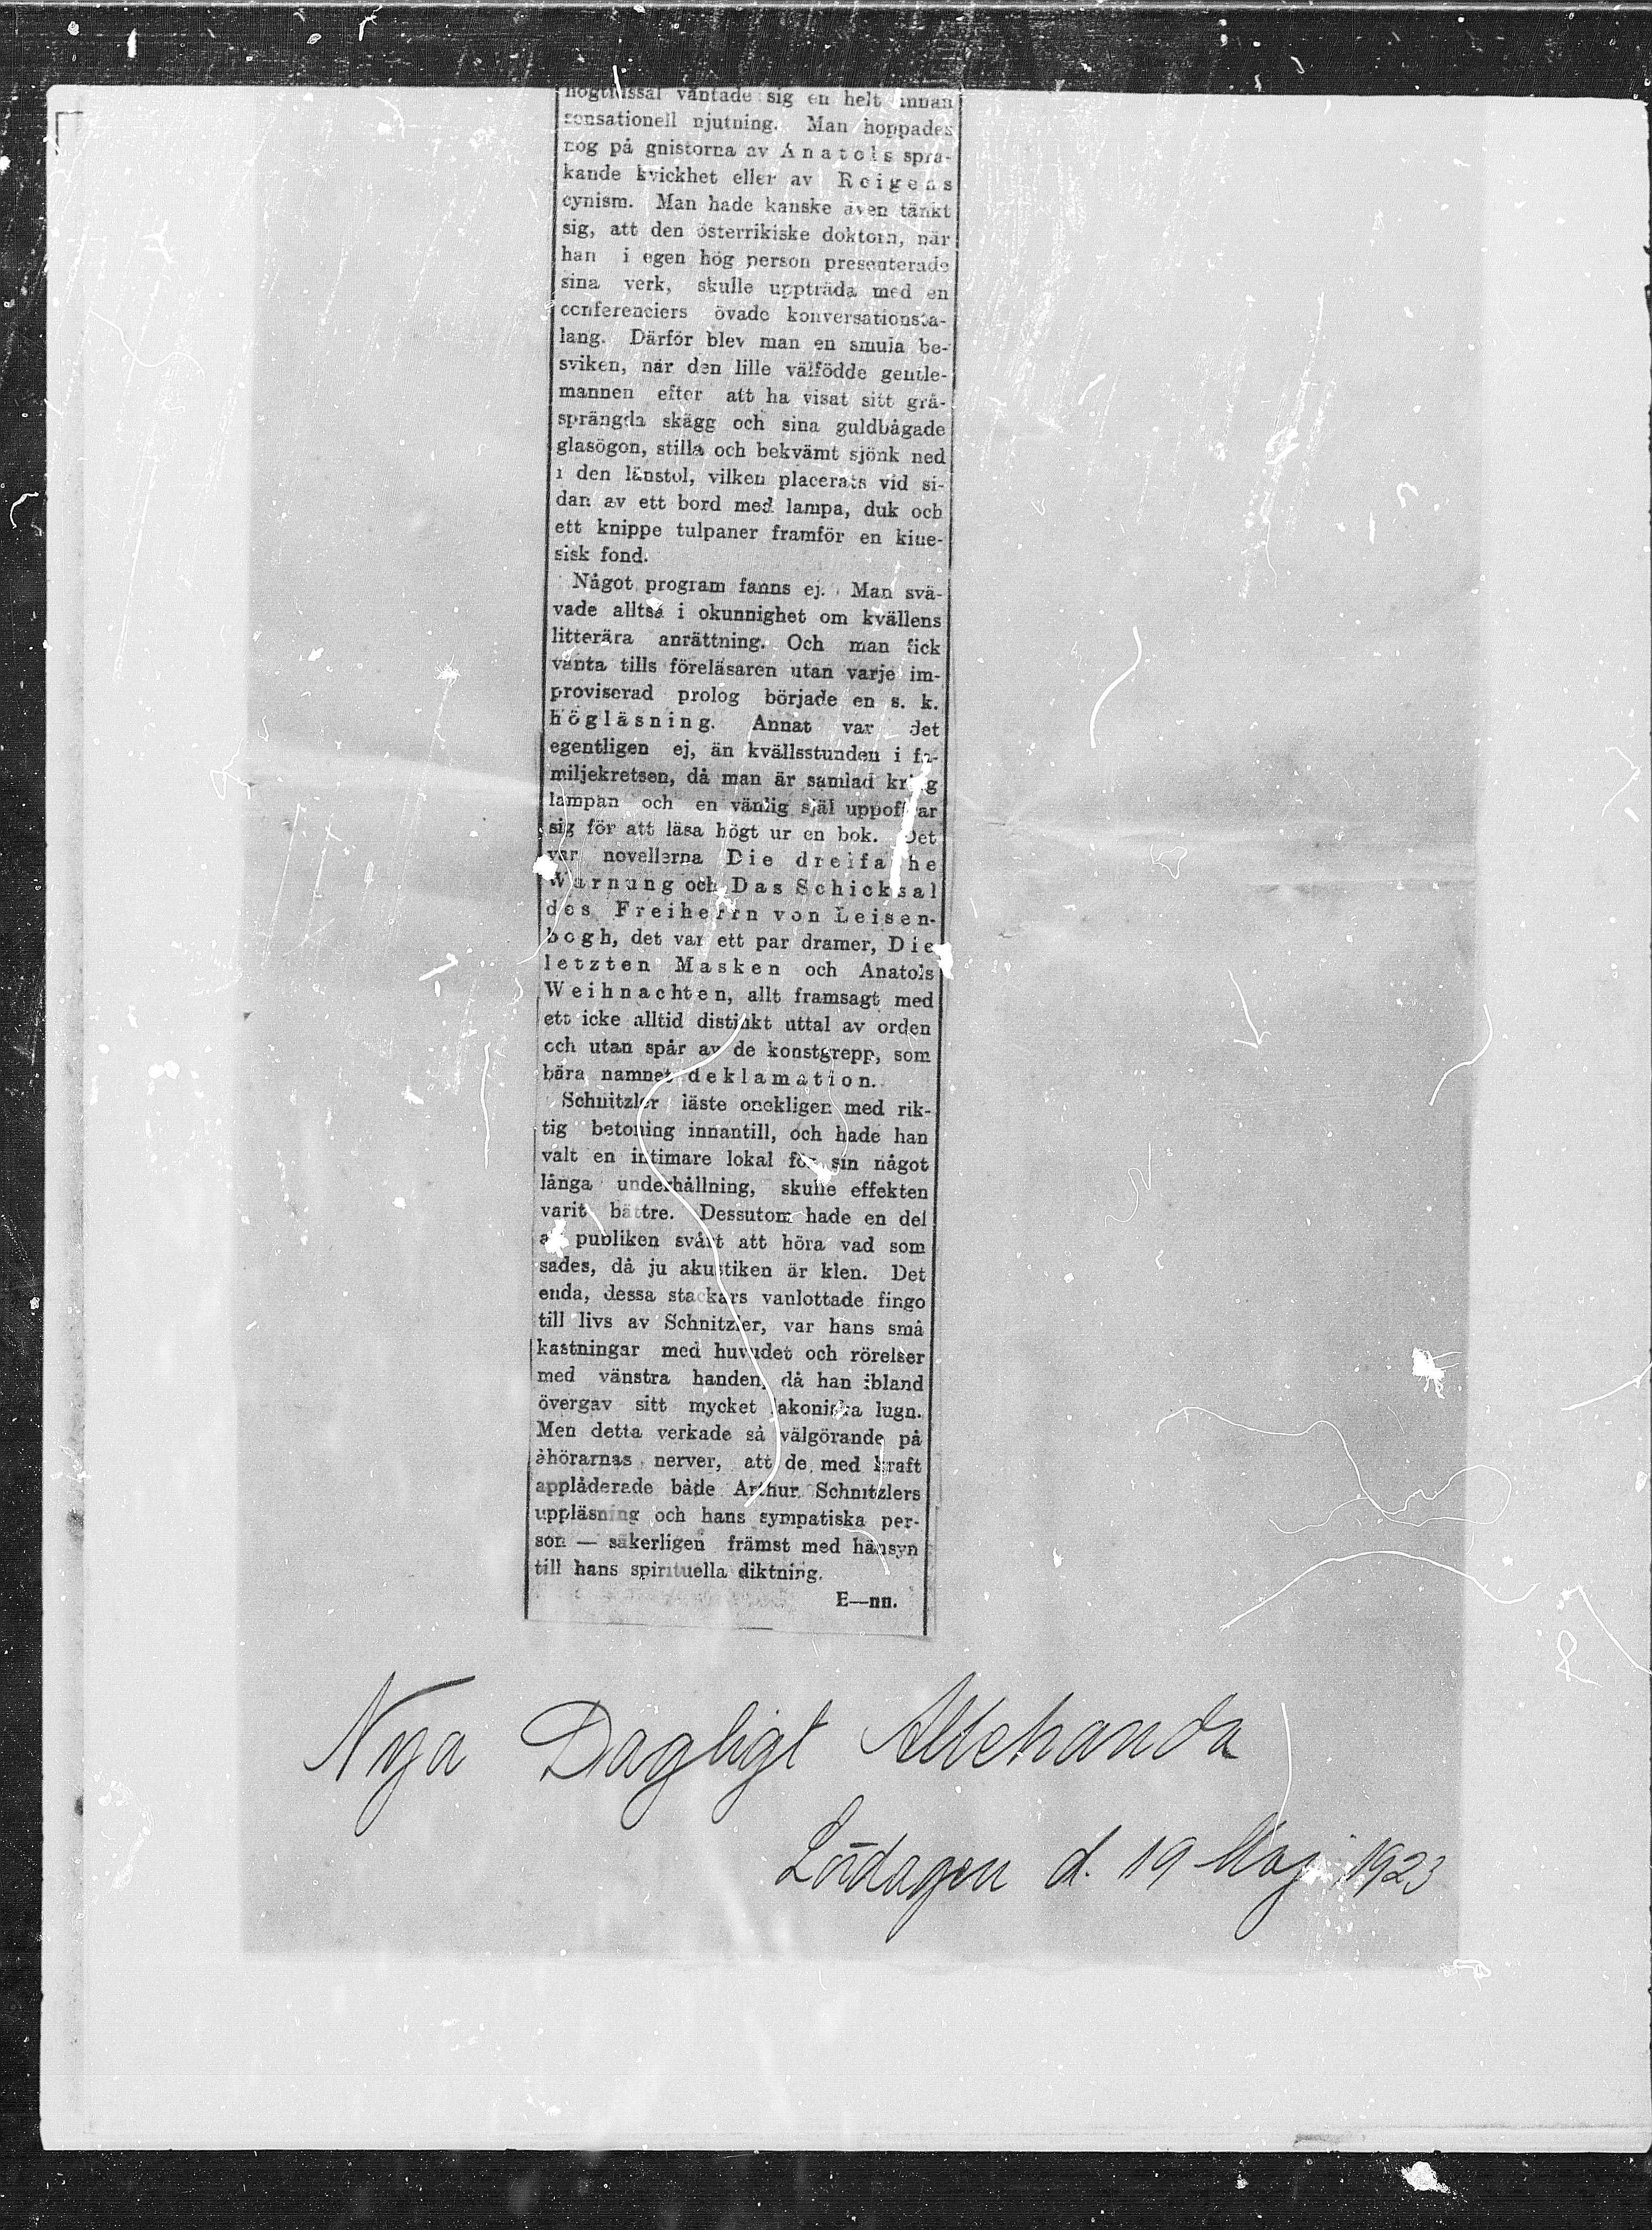 högtidssal väntade sig en helt annan
sensationell njutning. Man hoppades
nog på gnistorna av Anatols spra-
kande kvickhet eller av Reigens
cynism. Man hade kanske även tänkt
sig, att den österrikiske doktorn, när
han i egen hög person presenterade
sina verk, skulle uppträda med en
conferenciers övade konversationsta-
lang. Därför blev man en smula be-
sviken, när den lille välfödde gentle-
mannen efter att ha visat sitt grå-
sprängda skägg och sina guldbågade
glasögon, stilla och bekvämt sjönk ned
i den länstol, vilken placerats vid si-
dan av ett bord med lampa, duk och
ett knippe tulpaner framför en kine-
sisk fond.
Något program fanns ej. Man svä-
vade alltså i okunnighet om kvällens
litterära anrättning. Och man fick
vänta tills föreläsaren utan varje im-
proviserad prolog började en s. k.
högläsning. Annat var det
egentligen ej, än kvällsstunden i fa-
miljekretsen, då man är samlad kring
lampan och en vänlig själ uppoffrar
sig för att läsa högt ur en bok. Det
var novellerna Die dreifache
Warnung och Das Schicksal
des Freiherrn von Leisen-
bogh, det var ett par dramer, Die
letzten Masken och Anatols
Weihnachten, allt framsagt med
ett icke alltid distinkt uttal av orden
och utan spår av de konstgrepp, som
bära namnet deklamation.
Schnitzler läste onekligen med rik-
tig betoning innantill, och hade han
valt en intimare lokal för sin något
långa underhållning, skulle effekten
varit bättre. Dessutom hade en del
av publiken svårt att höra vad som
sades, då ju akustiken är klen. Det
enda, dessa stackars vanlottade fingo
till livs av Schnitzler, var hans små
kastningar med huvudet och rörelser
med vänstra handen, då han ibland
övergav sitt mycket lakoniska lugn.
Men detta verkade så välgörande på
åhörarnas nerver, att de med kraft
applåderade både Arthur Schnitzlers
uppläsning och hans sympatiska per-
son — säkerligen främst med hänsyn
till hans spirituella diktning.
E—nn.
Nya Dagligt Allehanda
Lördagen d. 19 Maj 1923